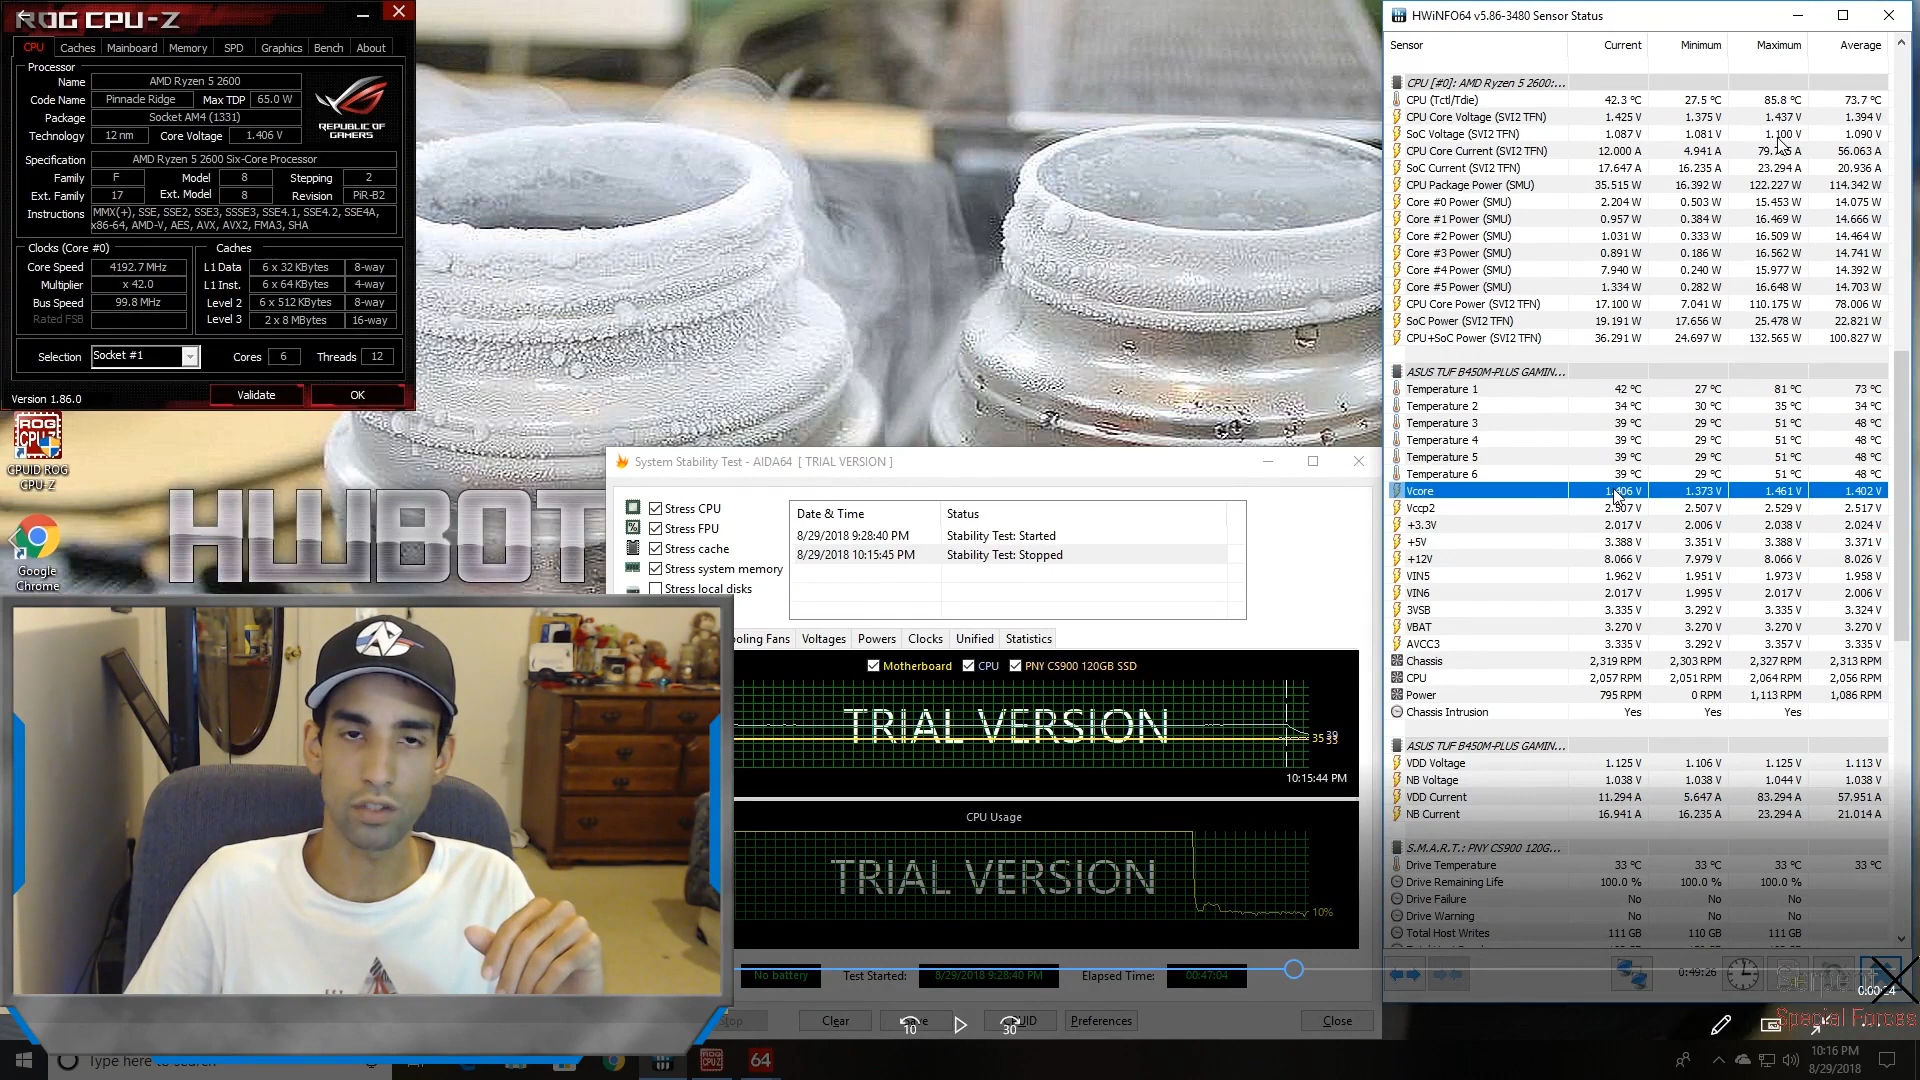 ROG CPU-Z
CPU Caches Mainboard Memory SPD Graphics Bench About
Processor
Name AMD Ryzen 5 2600
Code Name Pinnacle Ridge Max TDP 65.0 W
Package Socket AM4 (1331)
Technology 12 nm Core Voltage 1.406 V
REPUBLIC OF GAMERS
Specification AMD Ryzen 5 2600 Six-Core Processor
Family F Model 8 Stepping 2
Ext. Family 17 Ext. Model 8 Revision PiR-B2
Instructions MMX(+), SSE, SSE2, SSE3, SSSE3, SSE4.1, SSE4.2, SSE4A,
x86-64, AMD-V, AES, AVX, AVX2, FMA3, SHA
Clocks (Core #0) Caches
Core Speed 4192.7 MHz L1 Data 6 x 32 KBytes 8-way
Multiplier x 42.0 L1 Inst. 6 x 64 KBytes 4-way
Bus Speed 99.8 MHz Level 2 6 x 512 KBytes 8-way
Rated FSB Level 3 2 x 8 MBytes 16-way
Selection Socket #1 Cores 6 Threads 12
Version 1.86.0 Validate OK
CPUID ROG
CPU-Z
Google
Chrome
HWBOT
System Stability Test - AIDA64 [ TRIAL VERSION ]
Stress CPU
Stress FPU
Stress cache
Stress system memory
Stress local disks
Date & Time Status
8/29/2018 9:28:40 PM Stability Test: Started
8/29/2018 10:15:45 PM Stability Test: Stopped
ooling Fans Voltages Powers Clocks Unified Statistics
Motherboard CPU PNY CS900 120GB SSD
TRIAL VERSION
10:15:44 PM
CPU Usage
TRIAL VERSION
10%
No battery Test Started: 8/29/2018 9:28:40 PM Elapsed Time: 00:47:04
Clear Preferences Close
10 30
HWiNFO64 v5.86-3480 Sensor Status
Sensor Current Minimum Maximum Average
CPU [#0]: AMD Ryzen 5 2600:...
CPU (Tctl/Tdie) 42.3 °C 27.5 °C 85.8 °C 73.7 °C
CPU Core Voltage (SVI2 TFN) 1.425 V 1.375 V 1.437 V 1.394 V
SoC Voltage (SVI2 TFN) 1.087 V 1.081 V 1.100 V 1.090 V
CPU Core Current (SVI2 TFN) 12.000 A 4.941 A 56.063 A
SoC Current (SVI2 TFN) 17.647 A 16.235 A 23.294 A 20.936 A
CPU Package Power (SMU) 35.515 W 16.392 W 122.227 W 114.342 W
Core #0 Power (SMU) 2.204 W 0.503 W 15.453 W 14.075 W
Core #1 Power (SMU) 0.957 W 0.384 W 16.469 W 14.666 W
Core #2 Power (SMU) 1.031 W 0.333 W 16.509 W 14.464 W
Core #3 Power (SMU) 0.891 W 0.186 W 16.562 W 14.741 W
Core #4 Power (SMU) 7.940 W 0.240 W 15.977 W 14.392 W
Core #5 Power (SMU) 1.334 W 0.282 W 16.648 W 14.703 W
CPU Core Power (SVI2 TFN) 17.100 W 7.041 W 110.175 W 78.006 W
SoC Power (SVI2 TFN) 19.191 W 17.656 W 25.478 W 22.821 W
CPU+SoC Power (SVI2 TFN) 36.291 W 24.697 W 132.565 W 100.827 W
ASUS TUF B450M-PLUS GAMIN...
Temperature 1 42 °C 27 °C 81 °C 73 °C
Temperature 2 34 °C 30 °C 35 °C 34 °C
Temperature 3 39 °C 29 °C 51 °C 48 °C
Temperature 4 39 °C 29 °C 51 °C 48 °C
Temperature 5 39 °C 29 °C 51 °C 48 °C
Temperature 6 39 °C 29 °C 51 °C 48 °C
Vcore 1.406 V 1.373 V 1.461 V 1.402 V
Vccp2 2.507 V 2.507 V 2.529 V 2.517 V
+3.3V 2.017 V 2.006 V 2.038 V 2.024 V
+5V 3.388 V 3.351 V 3.388 V 3.371 V
+12V 8.066 V 7.979 V 8.066 V 8.026 V
VIN5 1.962 V 1.951 V 1.973 V 1.958 V
VIN6 2.017 V 1.995 V 2.017 V 2.006 V
3VSB 3.335 V 3.292 V 3.335 V 3.324 V
VBAT 3.270 V 3.270 V 3.270 V 3.270 V
AVCC3 3.335 V 3.292 V 3.357 V 3.335 V
Chassis 2,319 RPM 2,303 RPM 2,327 RPM 2,313 RPM
CPU 2,057 RPM 2,051 RPM 2,064 RPM 2,056 RPM
Power 795 RPM 0 RPM 1,113 RPM 1,086 RPM
Chassis Intrusion Yes Yes Yes
ASUS TUF B450M-PLUS GAMIN...
VDD Voltage 1.125 V 1.106 V 1.125 V 1.113 V
NB Voltage 1.038 V 1.038 V 1.044 V 1.038 V
VDD Current 11.294 A 5.647 A 83.294 A 57.951 A
NB Current 16.941 A 16.235 A 23.294 A 21.014 A
S.M.A.R.T.: PNY CS900 120G...
Drive Temperature 33 °C 33 °C 33 °C 33 °C
Drive Remaining Life 100.0 % 100.0 % 100.0 %
Drive Failure No No No
Drive Warning No No No
Total Host Writes 111 GB 110 GB 111 GB
0:49:26
0:00:24
Serpent X
Special Forces
Type here
64
10:16 PM
8/29/2018